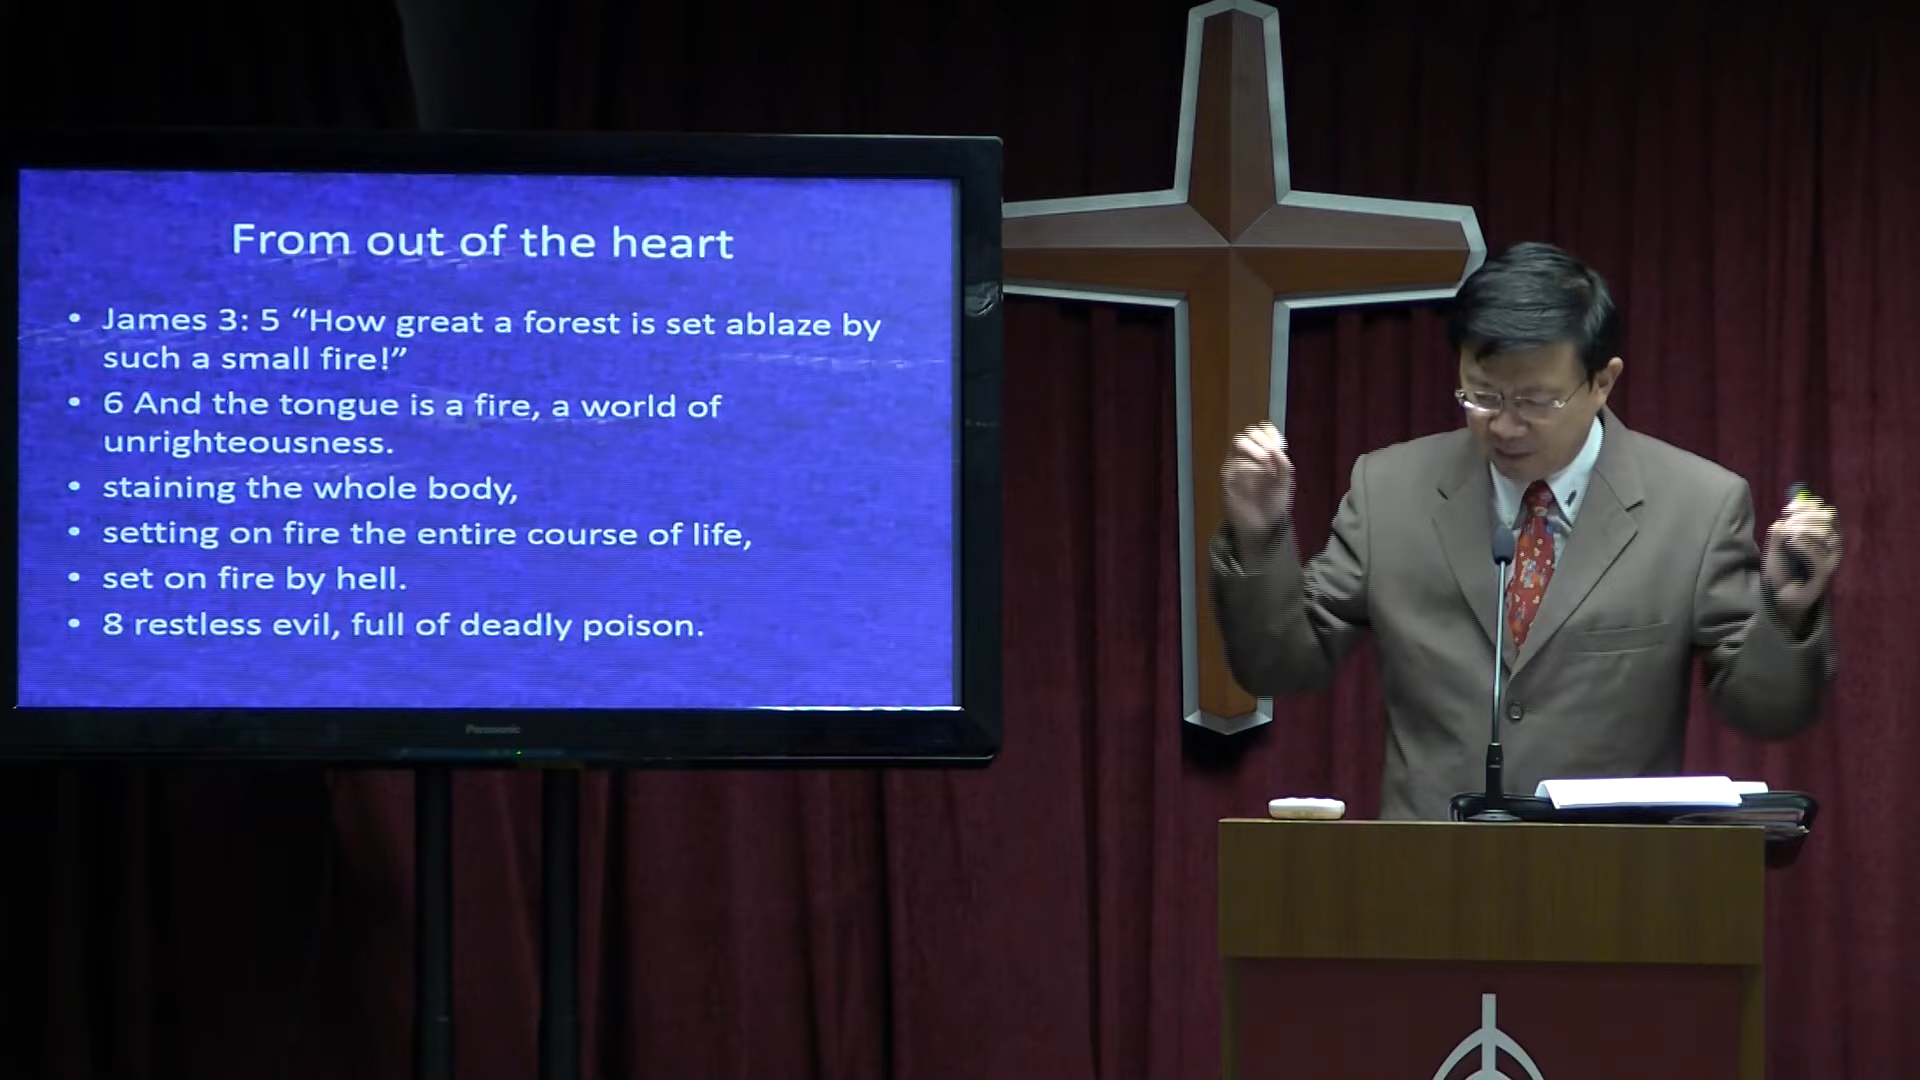 From out of the heart
• James 3: 5 “How great a forest is set ablaze by
such a small fire!”
• 6 And the tongue is a fire, a world of
unrighteousness.
• staining the whole body,
• setting on fire the entire course of life,
• set on fire by hell.
• 8 restless evil, full of deadly poison.
Panasonic